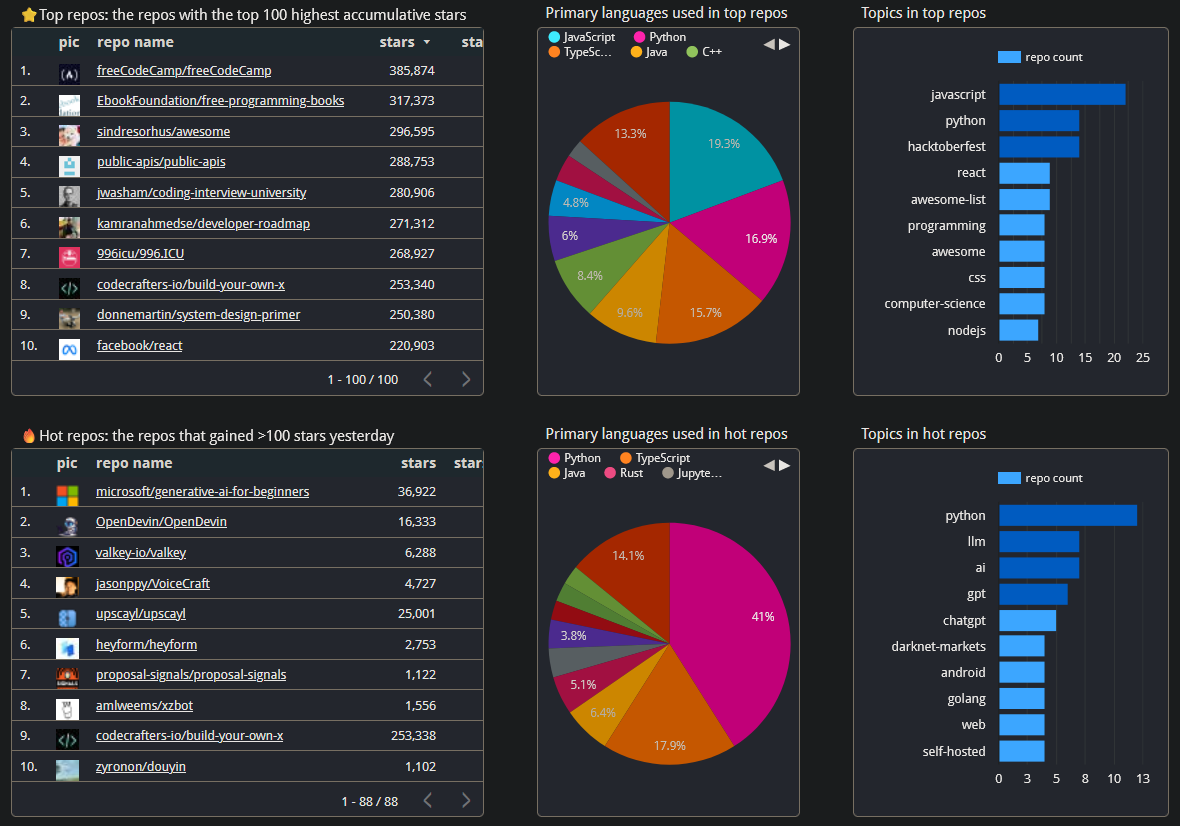 ⭐Top repos: the repos with the top 100 highest accumulative stars
pic repo name stars sta
1. freeCodeCamp/freeCodeCamp 385,874
2. EbookFoundation/free-programming-books 317,373
3. sindresorhus/awesome 296,595
4. public-apis/public-apis 288,753
5. jwasham/coding-interview-university 280,906
6. kamranahmedse/developer-roadmap 271,312
7. 996icu/996.ICU 268,927
8. codecrafters-io/build-your-own-x 253,340
9. donnemartin/system-design-primer 250,380
10. facebook/react 220,903
1 - 100 / 100
Primary languages used in top repos
JavaScript Python
TypeSc… Java C++
13.3%
19.3%
4.8%
16.9%
6%
8.4%
9.6%
15.7%
Topics in top repos
repo count
javascript
python
hacktoberfest
react
awesome-list
programming
awesome
css
computer-science
nodejs
0 5 10 15 20 25
🔥Hot repos: the repos that gained >100 stars yesterday
pic repo name stars star
1. microsoft/generative-ai-for-beginners 36,922
2. OpenDevin/OpenDevin 16,333
3. valkey-io/valkey 6,288
4. jasonppy/VoiceCraft 4,727
5. upscayl/upscayl 25,001
6. heyform/heyform 2,753
7. proposal-signals/proposal-signals 1,122
8. amlweems/xzbot 1,556
9. codecrafters-io/build-your-own-x 253,338
10. zyronon/douyin 1,102
1 - 88 / 88
Primary languages used in hot repos
Python TypeScript
Java Rust Jupyte…
14.1%
41%
3.8%
5.1%
6.4%
17.9%
Topics in hot repos
repo count
python
llm
ai
gpt
chatgpt
darknet-markets
android
golang
web
self-hosted
0 3 5 8 10 13